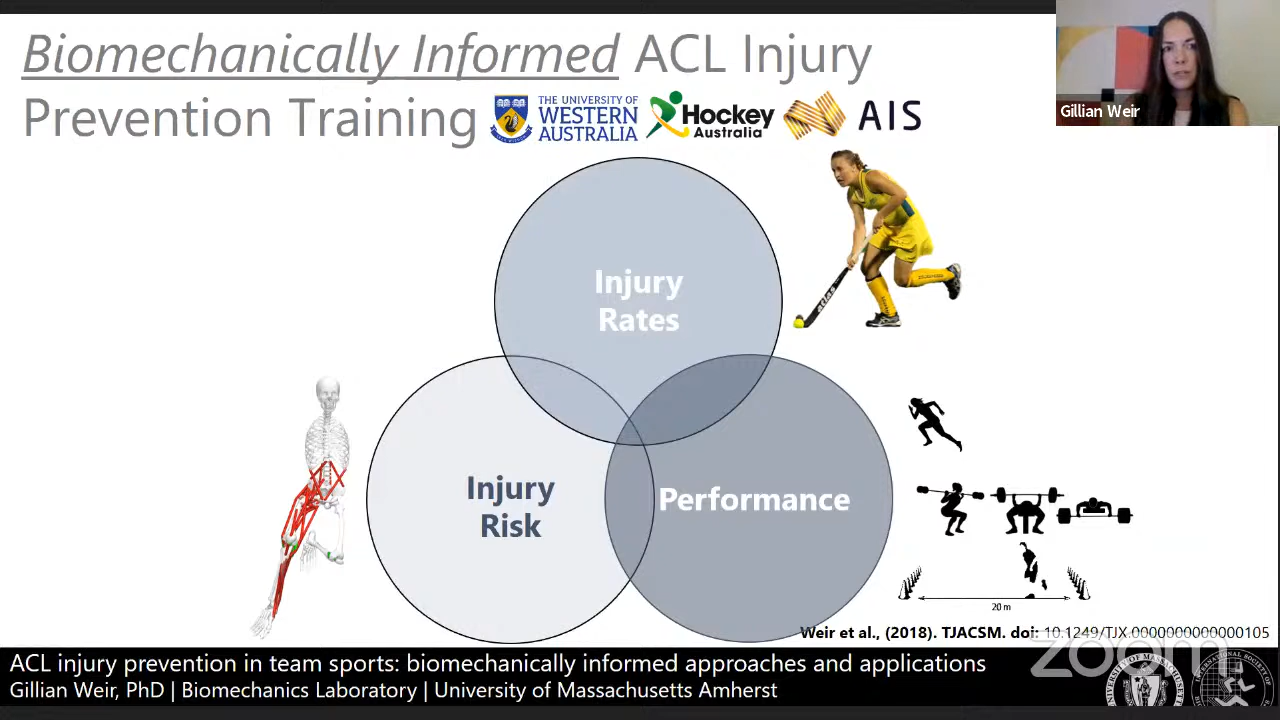 Biomechanically Informed ACL Injury
Prevention Training
THE UNIVERSITY OF
WESTERN
AUSTRALIA
Hockey
Australia
AIS
Gillian Weir
Injury
Rates
Injury
Risk
Performance
20 m
Weir et al., (2018). TJACSM. doi: 10.1249/TJX.0000000000000105
zoom
ACL injury prevention in team sports: biomechanically informed approaches and applications
Gillian Weir, PhD | Biomechanics Laboratory | University of Massachusetts Amherst